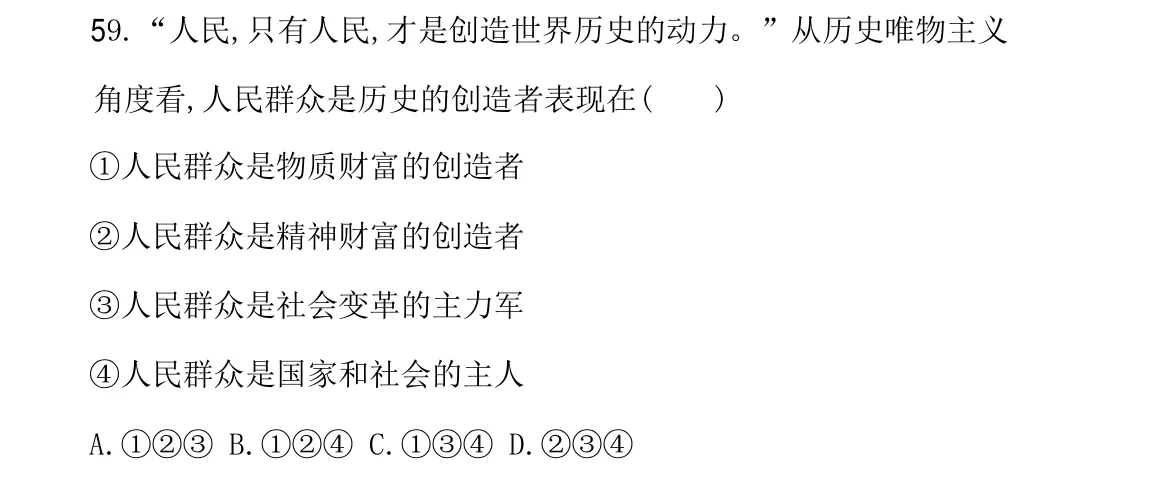 59. “人民,只有人民,才是创造世界历史的动力。”从历史唯物主义
角度看,人民群众是历史的创造者表现在(    )
①人民群众是物质财富的创造者
②人民群众是精神财富的创造者
③人民群众是社会变革的主力军
④人民群众是国家和社会的主人
A.①②③ B.①②④ C.①③④ D.②③④